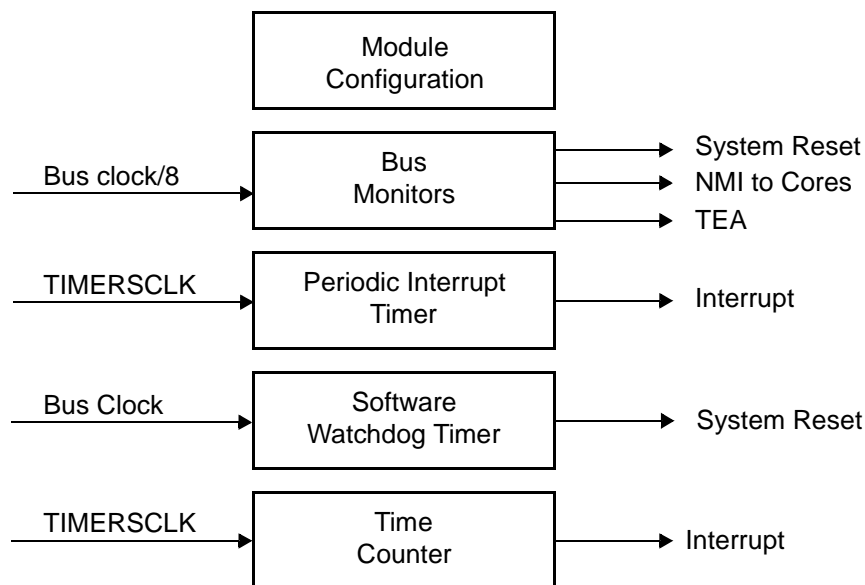 Module
Configuration
Bus clock/8
Bus
Monitors
System Reset
NMI to Cores
TEA
TIMERSCLK
Periodic Interrupt
Timer
Interrupt
Bus Clock
Software
Watchdog Timer
System Reset
TIMERSCLK
Time
Counter
Interrupt